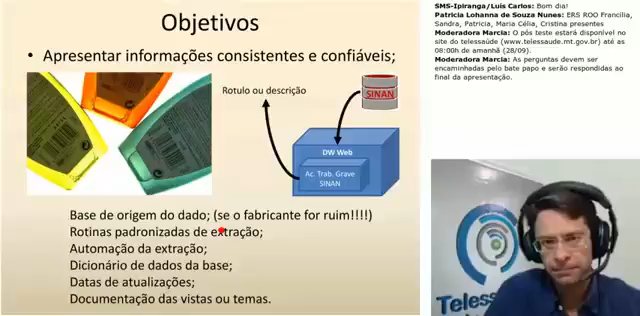 Objetivos
• Apresentar informações consistentes e confiáveis;
Rotulo ou descrição
SINAN
DW Web
Ac. Trab. Grave
SINAN
Base de origem do dado; (se o fabricante for ruim!!!!)
Rotinas padronizadas de extração;
Automação da extração;
Dicionário de dados da base;
Datas de atualizações;
Documentação das vistas ou temas.
SMS-Ipiranga/Luis Carlos: Bom dia!
Patricia Lohanna de Souza Nunes: ERS ROO Francilia,
Sandra, Patricia, Maria Célia, Cristina presentes
Moderadora Marcia: O pós teste estará disponível no
site do telessaúde (www.telessaude.mt.gov.br) até as
08:00h de amanhã (28/09).
Moderadora Marcia: As perguntas devem ser
encaminhadas pelo bate papo e serão respondidas ao
final da apresentação.
Teless